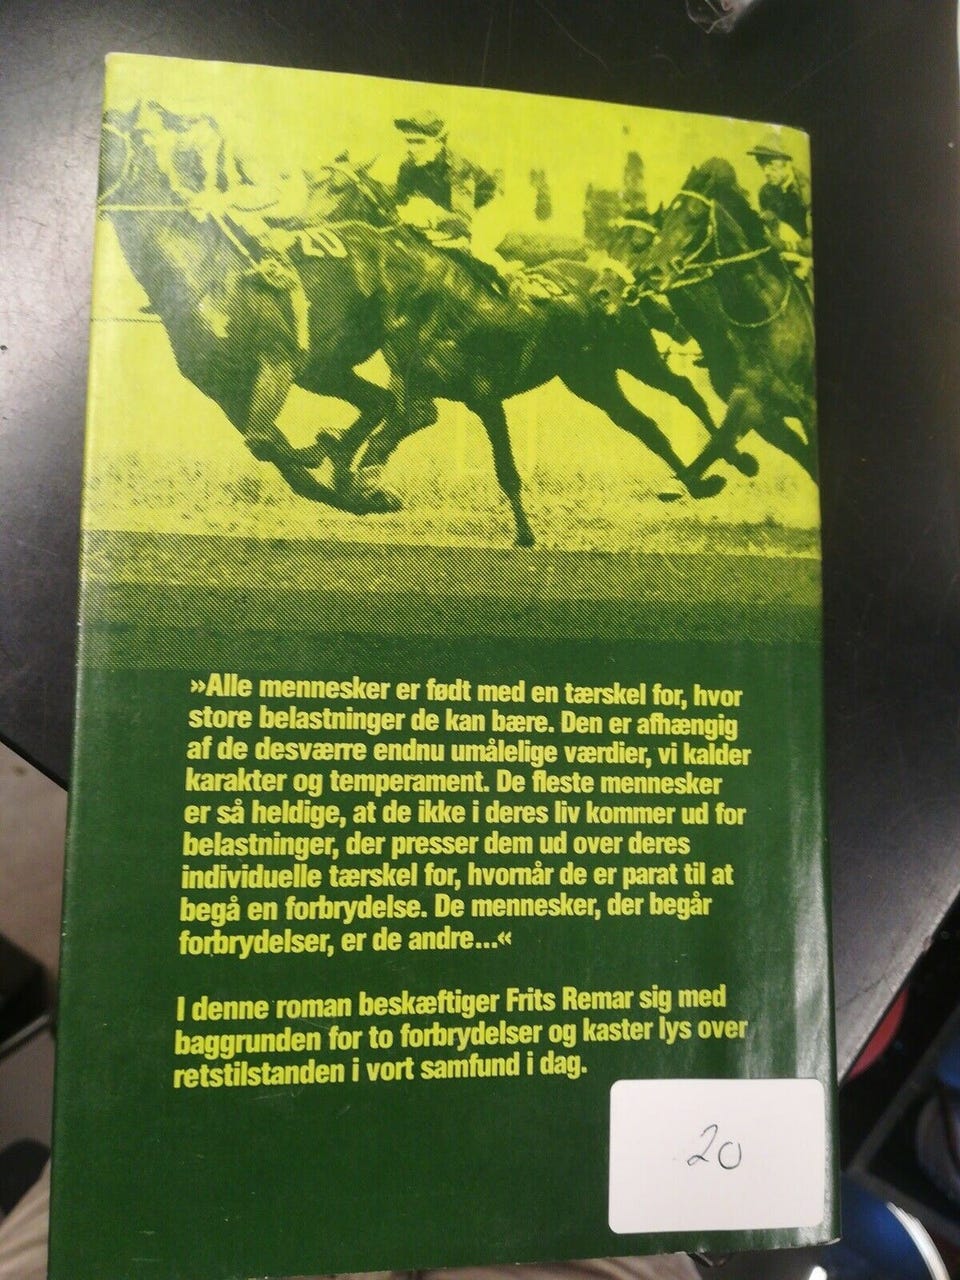 10
»Alle mennesker er født med en tærskel for, hvor
store belastninger de kan bære. Den er afhængig
af de desværre endnu umålelige værdier, vi kalder
karakter og temperament. De fleste mennesker
er så heldige, at de ikke i deres liv kommer ud for
belastninger, der presser dem ud over deres
individuelle tærskel for, hvornår de er parat til at
begå en forbrydelse. De mennesker, der begår
forbrydelser, er de andre...«
I denne roman beskæftiger Frits Remar sig med
baggrunden for to forbrydelser og kaster lys over
retstilstanden i vort samfund i dag.
20